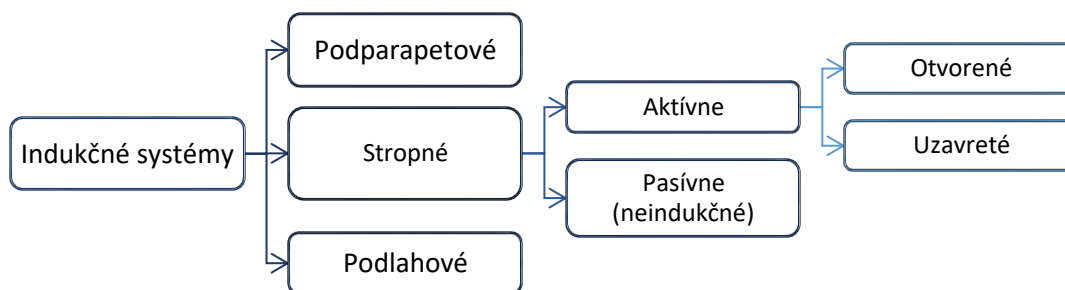 Indukčné systémy
Podparapetové
Stropné
Podlahové
Aktívne
Pasívne
(neindukčné)
Otvorené
Uzavreté